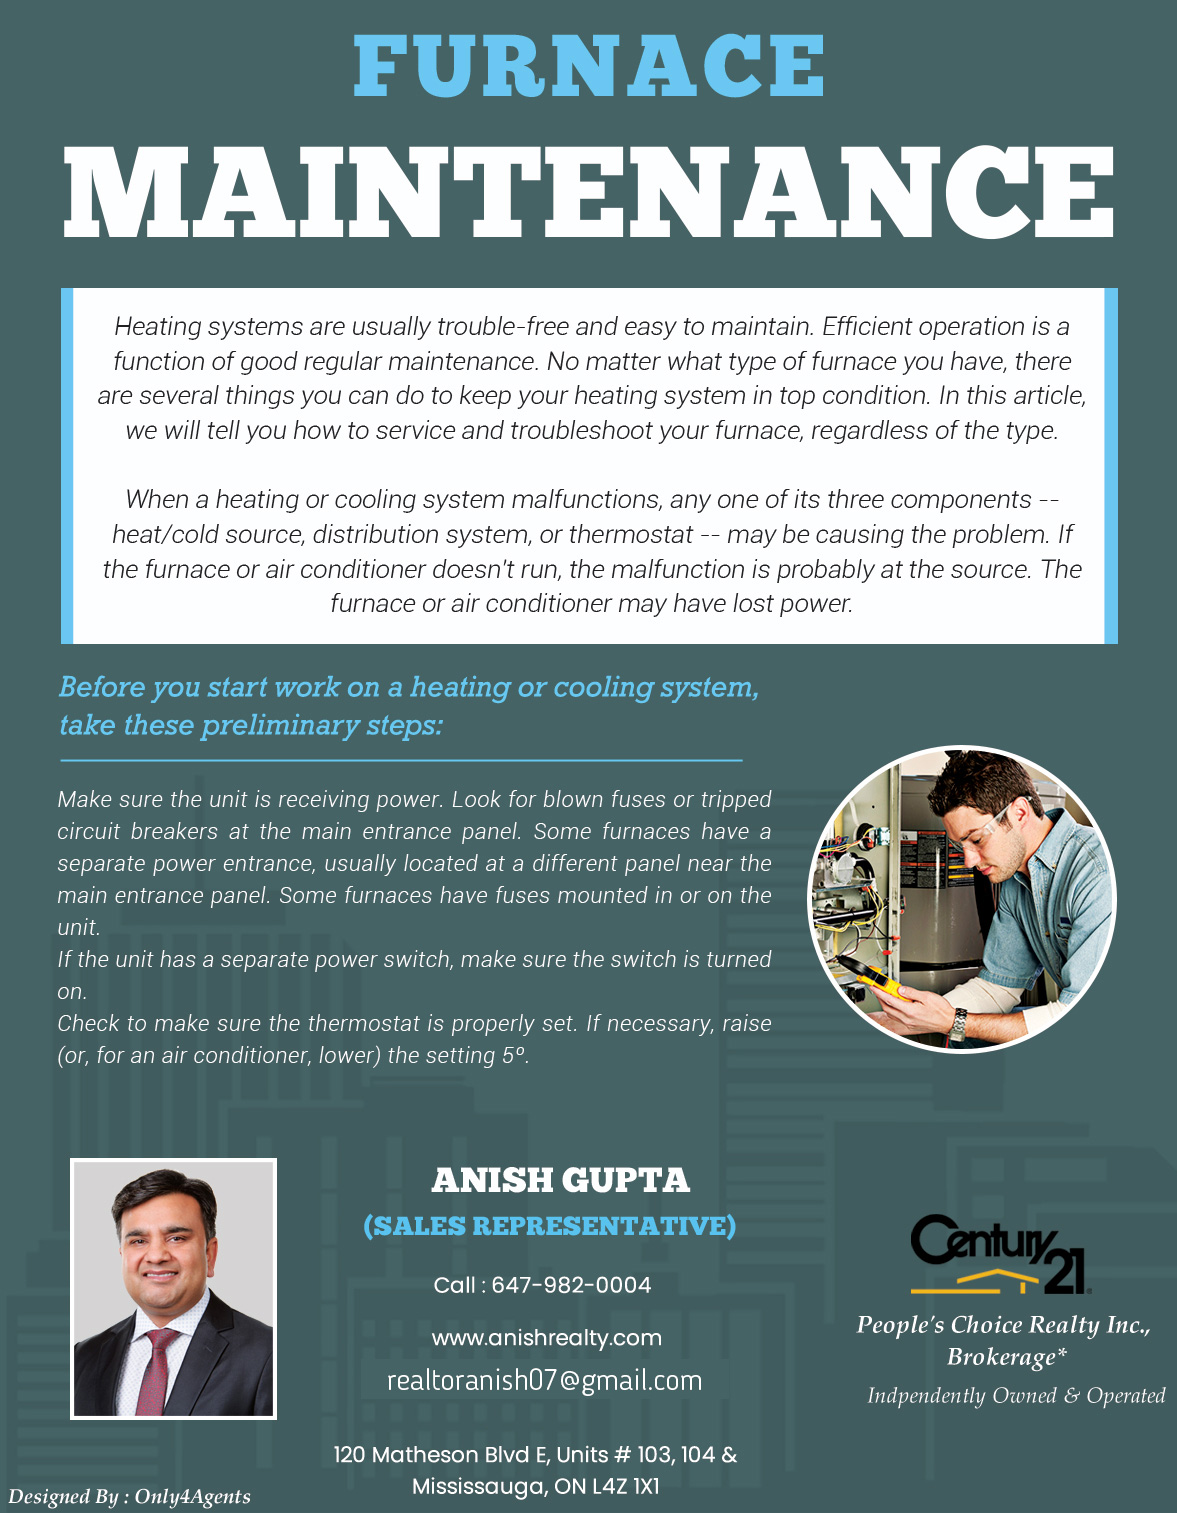 FURNACE
MAINTENANCE
Heating systems are usually trouble-free and easy to maintain. Efficient operation is a
function of good regular maintenance. No matter what type of furnace you have, there
are several things you can do to keep your heating system in top condition. In this article,
we will tell you how to service and troubleshoot your furnace, regardless of the type.
When a heating or cooling system malfunctions, any one of its three components --
heat/cold source, distribution system, or thermostat -- may be causing the problem. If
the furnace or air conditioner doesn't run, the malfunction is probably at the source. The
furnace or air conditioner may have lost power.
Before you start work on a heating or cooling system,
take these preliminary steps:
Make sure the unit is receiving power. Look for blown fuses or tripped
circuit breakers at the main entrance panel. Some furnaces have a
separate power entrance, usually located at a different panel near the
main entrance panel. Some furnaces have fuses mounted in or on the
unit.
If the unit has a separate power switch, make sure the switch is turned
on.
Check to make sure the thermostat is properly set. If necessary, raise
(or, for an air conditioner, lower) the setting 5º.
ANISH GUPTA
(SALES REPRESENTATIVE)
Call : 647-982-0004
www.anishrealty.com
realtoranish07@gmail.com
120 Matheson Blvd E, Units # 103, 104 &
Mississauga, ON L4Z 1X1
Century
21
People's Choice Realty Inc.,
Brokerage*
Indpendently Owned & Operated
Designed By : Only4Agents